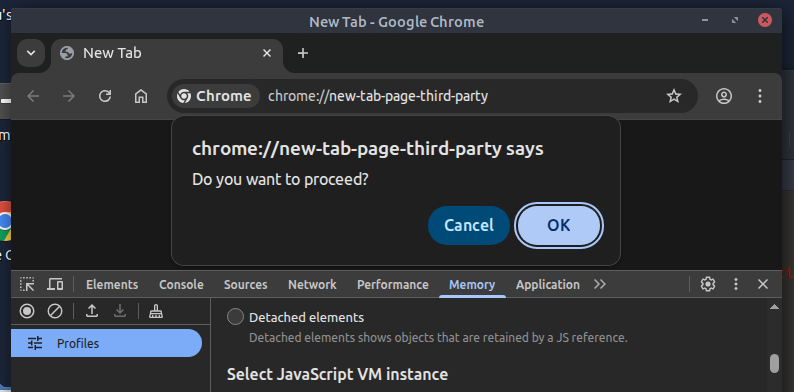 New Tab - Google Chrome
New Tab
Chrome
chrome://new-tab-page-third-party
chrome://new-tab-page-third-party says
Do you want to proceed?
Cancel
OK
Elements Console Sources Network Performance Memory Application
Profiles
Detached elements
Detached elements shows objects that are retained by a JS reference.
Select JavaScript VM instance